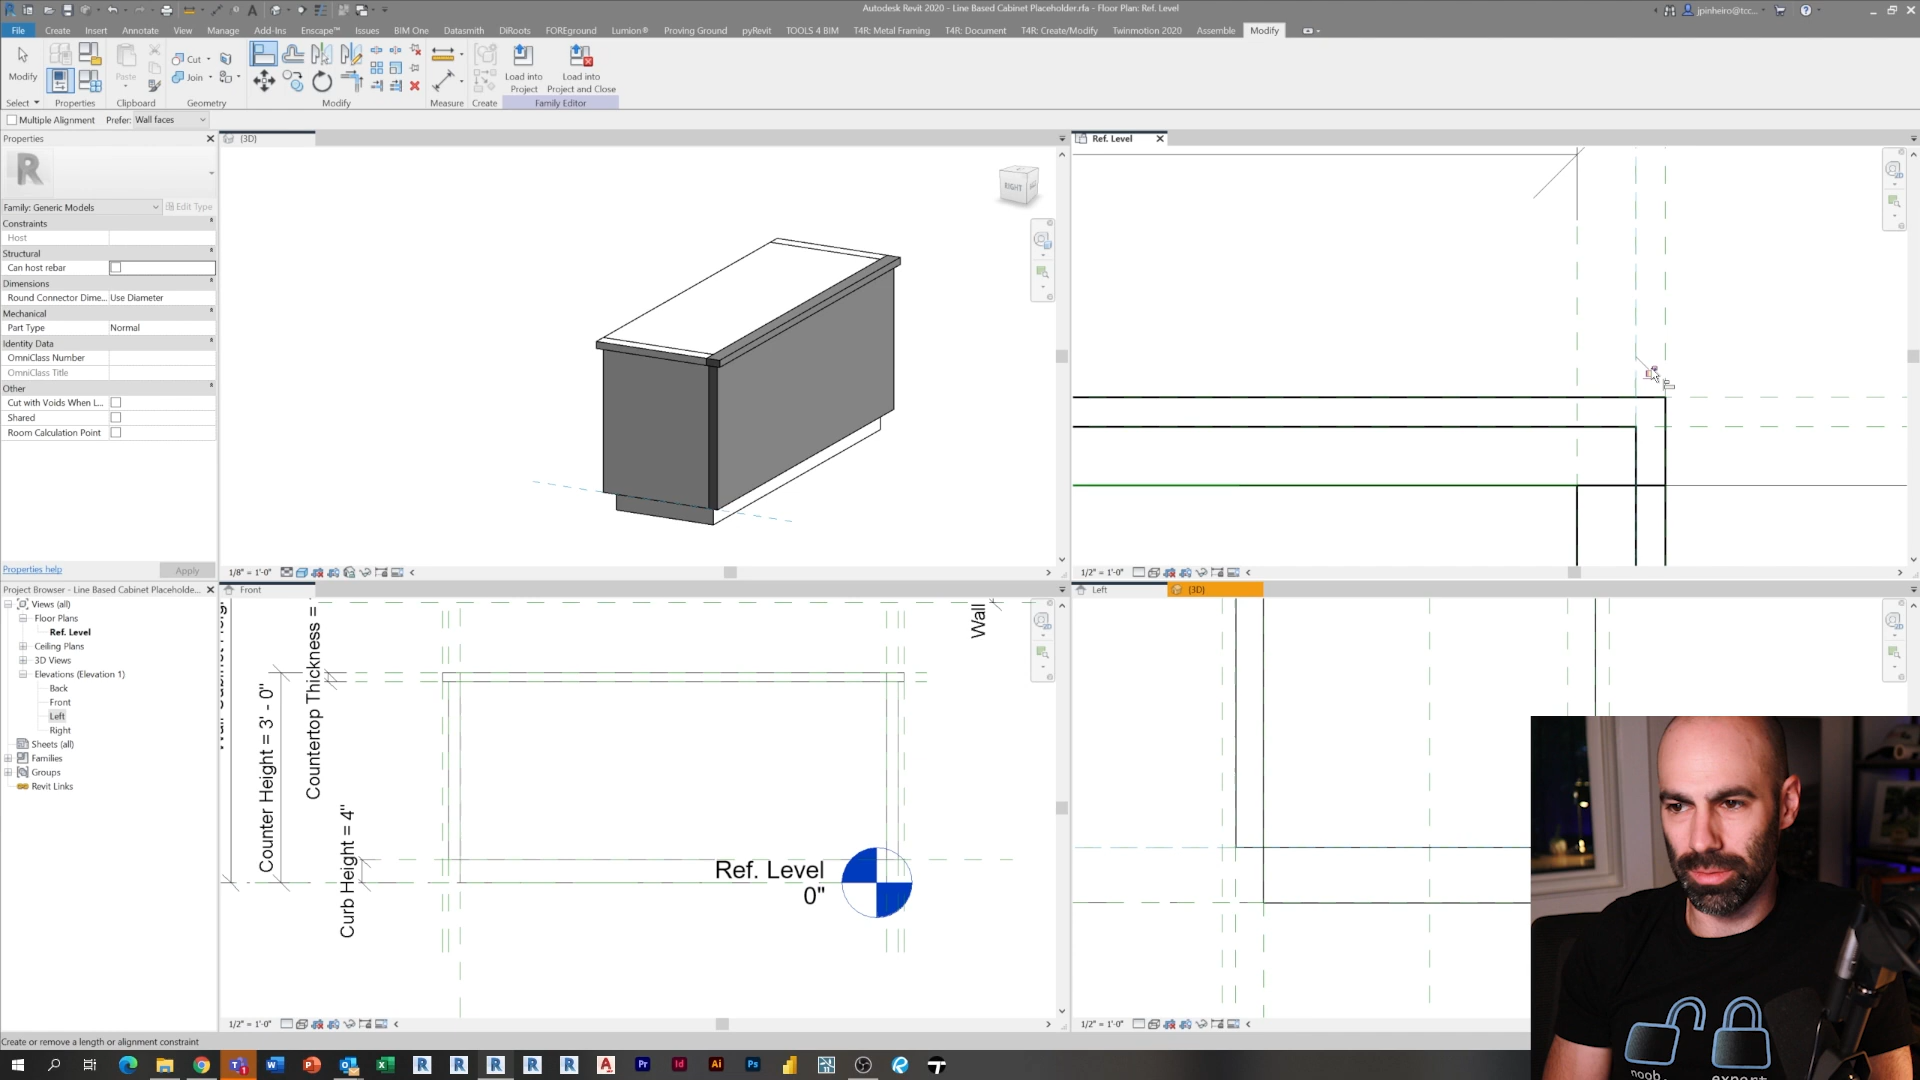 Autodesk Revit 2020 - Line Based Cabinet Placeholder.rfa - Floor Plan: Ref. Level
jpinheiro@tcc...
File Create Insert Annotate View Manage Add-Ins Enscape™ Issues BIM One Datasmith DiRoots FOREground Lumion® Proving Ground pyRevit TOOLS 4 BIM T4R: Metal Framing T4R: Document T4R: Create/Modify Twinmotion 2020 Assemble Modify
Modify
Paste
Cut
Join
Load into
Project
Load into
Project and Close
Select Properties Clipboard Geometry Modify Measure Create Family Editor
Multiple Alignment Prefer: Wall faces
Properties
R
Family: Generic Models
Edit Type
Constraints
Host
Structural
Can host rebar
Dimensions
Round Connector Dime... Use Diameter
Mechanical
Part Type Normal
Identity Data
OmniClass Number
OmniClass Title
Other
Cut with Voids When L...
Shared
Room Calculation Point
Properties help
Apply
Project Browser - Line Based Cabinet Placeholde...
Views (all)
Floor Plans
Ref. Level
Ceiling Plans
3D Views
Elevations (Elevation 1)
Back
Front
Left
Right
Sheets (all)
Families
Groups
Revit Links
{3D}
RIGHT
1/8" = 1'-0"
Ref. Level
1/2" = 1'-0"
Front
Counter Height = 3' - 0"
Countertop Thickness =
Curb Height = 4"
Wall
Ref. Level
0"
1/2" = 1'-0"
Left
{3D}
1/2" = 1'-0"
Create or remove a length or alignment constraint
noob
expert